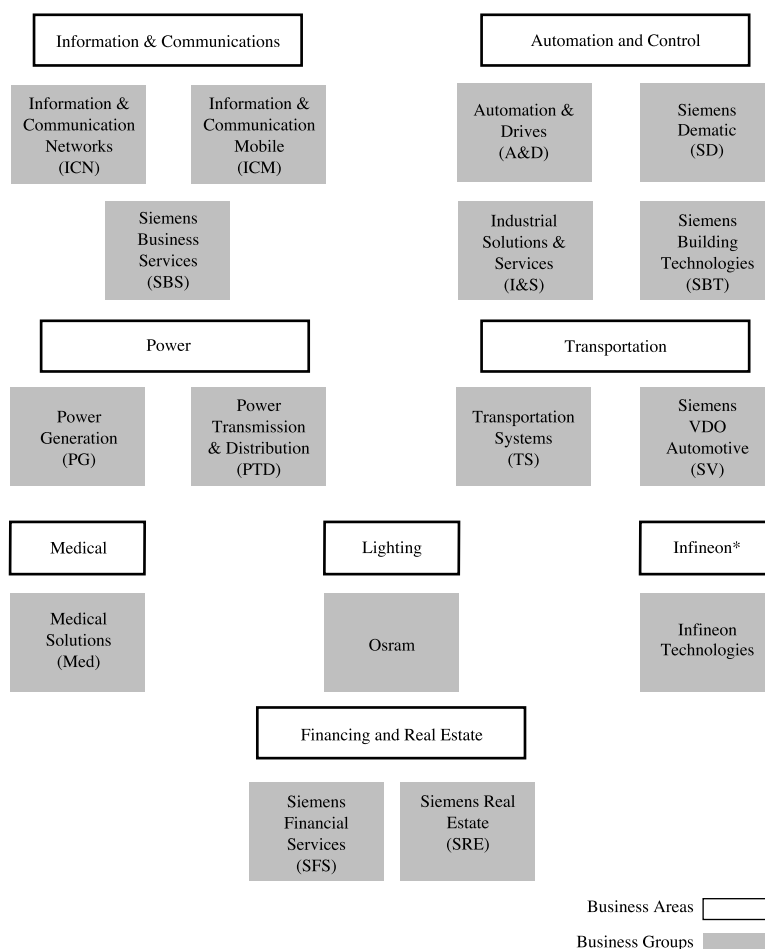 Information & Communications
Automation and Control
Information &
Communication
Networks
(ICN)
Information &
Communication
Mobile
(ICM)
Automation &
Drives
(A&D)
Siemens
Dematic
(SD)
Siemens
Business
Services
(SBS)
Industrial
Solutions &
Services
(I&S)
Siemens
Building
Technologies
(SBT)
Power
Transportation
Power
Generation
(PG)
Power
Transmission
& Distribution
(PTD)
Transportation
Systems
(TS)
Siemens
VDO
Automotive
(SV)
Medical
Lighting
Infineon*
Medical
Solutions
(Med)
Osram
Infineon
Technologies
Financing and Real Estate
Siemens
Financial
Services
(SFS)
Siemens Real
Estate
(SRE)
Business Areas
Business Groups